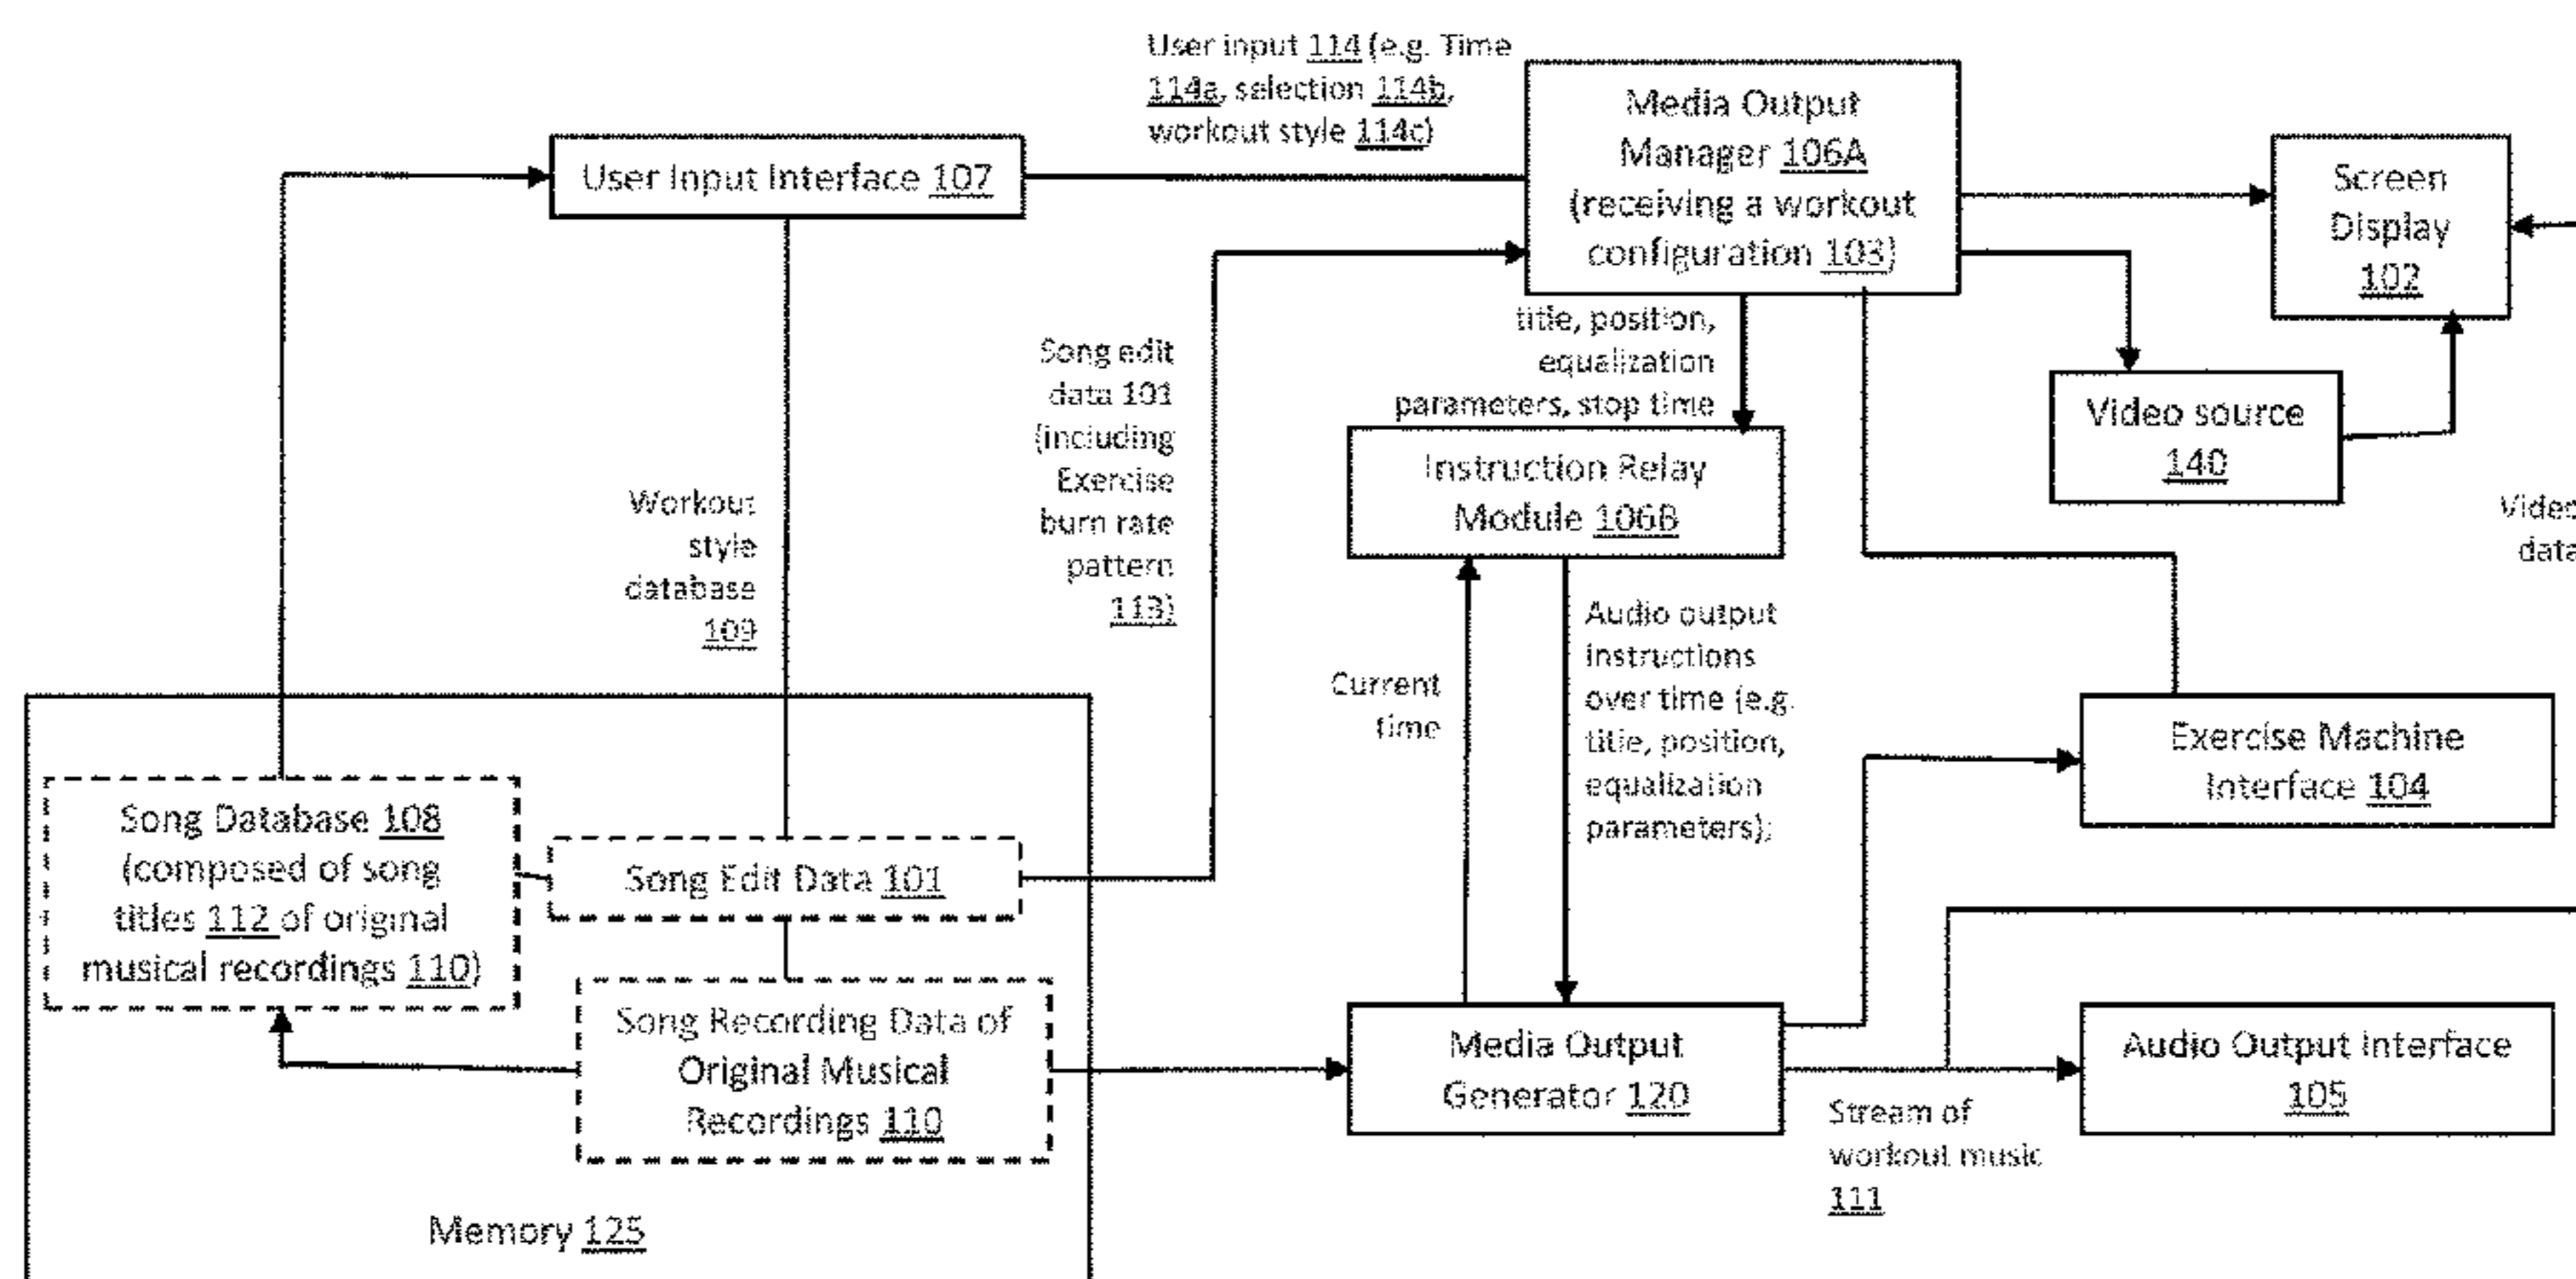 User input 114 (e.g. Time
114a, selection 114b,
workout style 114c)
Media Output
Manager 106A
(receiving a workout
configuration 103)
User Input Interface 107
Screen
Display
102
title, position,
equalization
parameters, stop time
Song edit
data 101
(including
Exercise
burn rate
pattern
113)
Video source
140
Instruction Relay
Module 106B
Workout
style
database
109
Video
data
Audio output
instructions
over time (e.g.
title, position,
equalization
parameters);
Current
time
Exercise Machine
Interface 104
Song Database 108
(composed of song
titles 112 of original
musical recordings 110)
Song Edit Data 101
Song Recording Data of
Original Musical
Recordings 110
Media Output
Generator 120
Audio Output Interface
105
Stream of
workout music
111
Memory 125